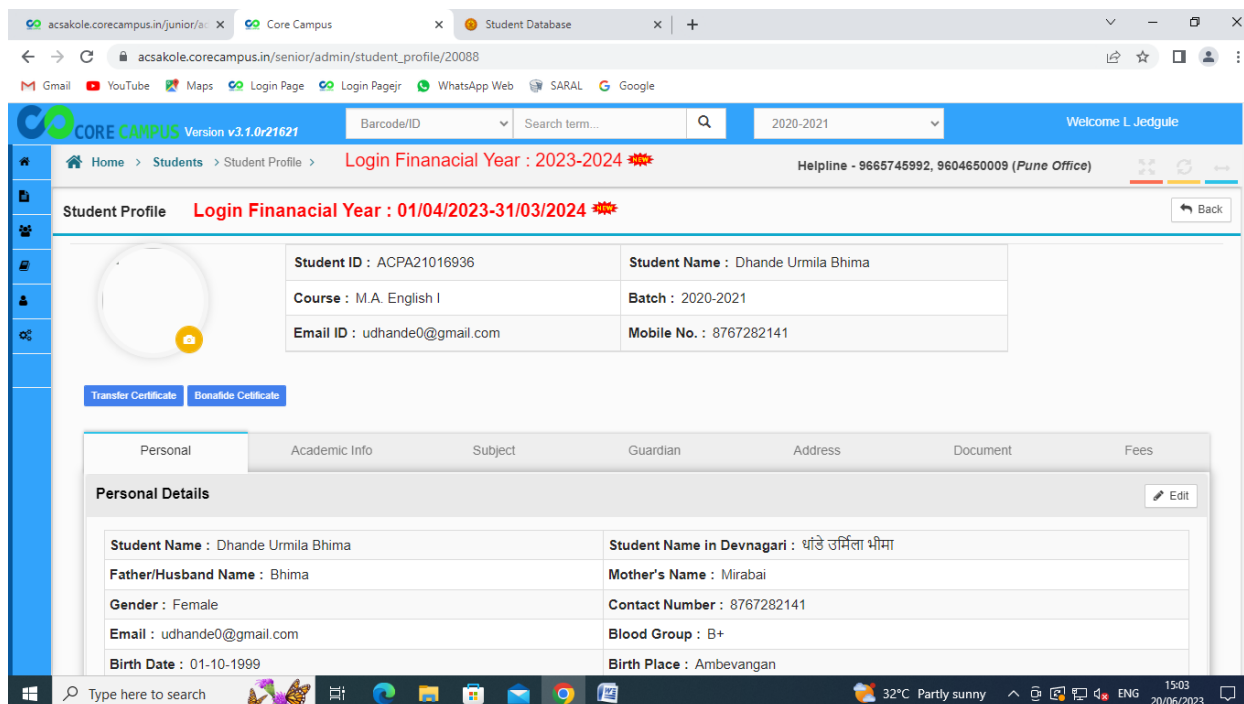 acsakole.corecampus.in/junior/ac Core Campus Student Database
acsakole.corecampus.in/senior/admin/student_profile/20088
Gmail YouTube Maps Login Page Login Pagejr WhatsApp Web SARAL Google
CORE CAMPUS Version v3.1.0r21621 Barcode/ID Search term... 2020-2021 Welcome L Jedgule
Home > Students > Student Profile > Login Finanacial Year : 2023-2024 NEW Helpline - 9665745992, 9604650009 (Pune Office)
Student Profile Login Finanacial Year : 01/04/2023-31/03/2024 NEW Back
Student ID : ACPA21016936 Student Name : Dhande Urmila Bhima
Course : M.A. English I Batch : 2020-2021
Email ID : udhande0@gmail.com Mobile No. : 8767282141
Transfer Certificate Bonafide Cetificate
Personal Academic Info Subject Guardian Address Document Fees
Personal Details Edit
Student Name : Dhande Urmila Bhima Student Name in Devnagari : धांडे उर्मिला भीमा
Father/Husband Name : Bhima Mother's Name : Mirabai
Gender : Female Contact Number : 8767282141
Email : udhande0@gmail.com Blood Group : B+
Birth Date : 01-10-1999 Birth Place : Ambevangan
Type here to search 32°C Partly sunny ENG 15:03
20/06/2023